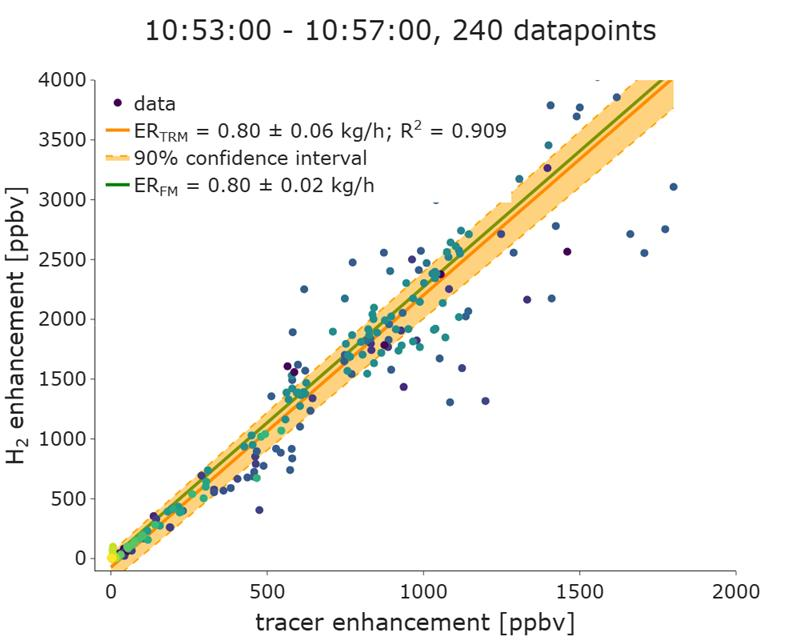 10:53:00 - 10:57:00, 240 datapoints
data
ER_TRM = 0.80 ± 0.06 kg/h; R² = 0.909
90% confidence interval
ER_FM = 0.80 ± 0.02 kg/h
4000
3500
3000
2500
2000
1500
1000
500
0
H₂ enhancement [ppbv]
0 500 1000 1500 2000
tracer enhancement [ppbv]